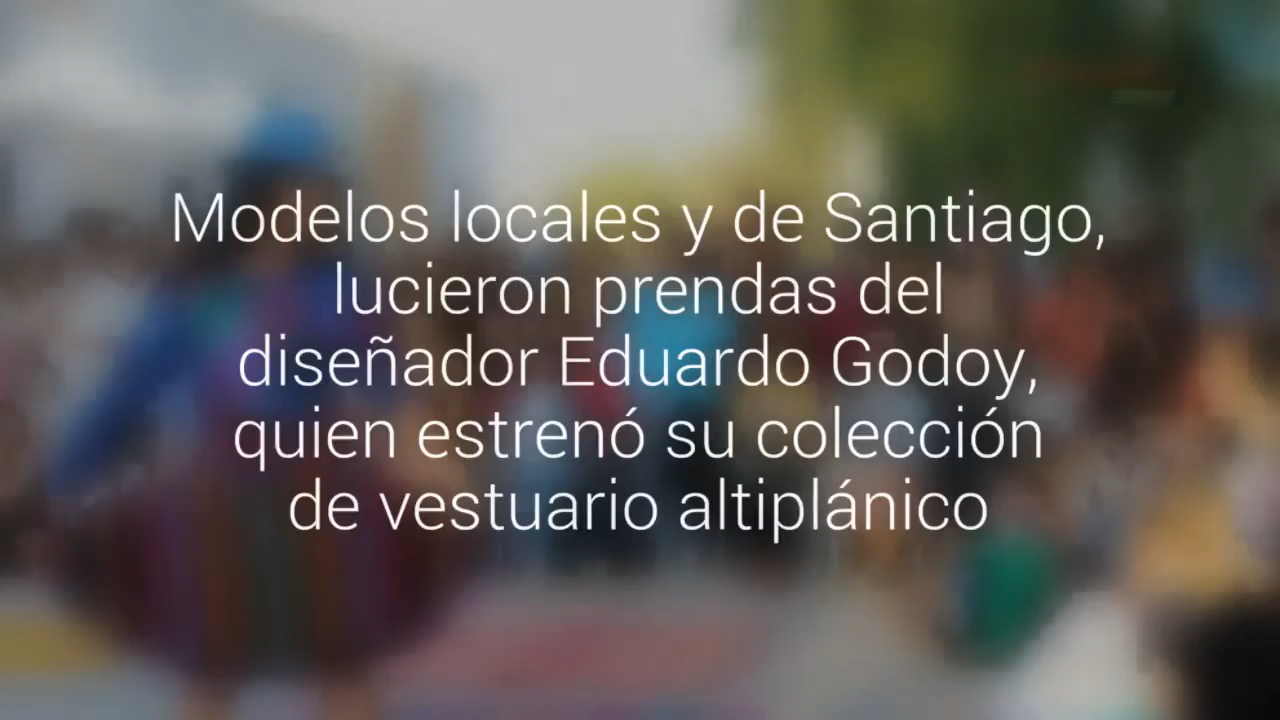 Modelos locales y de Santiago,
lucieron prendas del
diseñador Eduardo Godoy,
quien estrenó su colección
de vestuario altiplánico